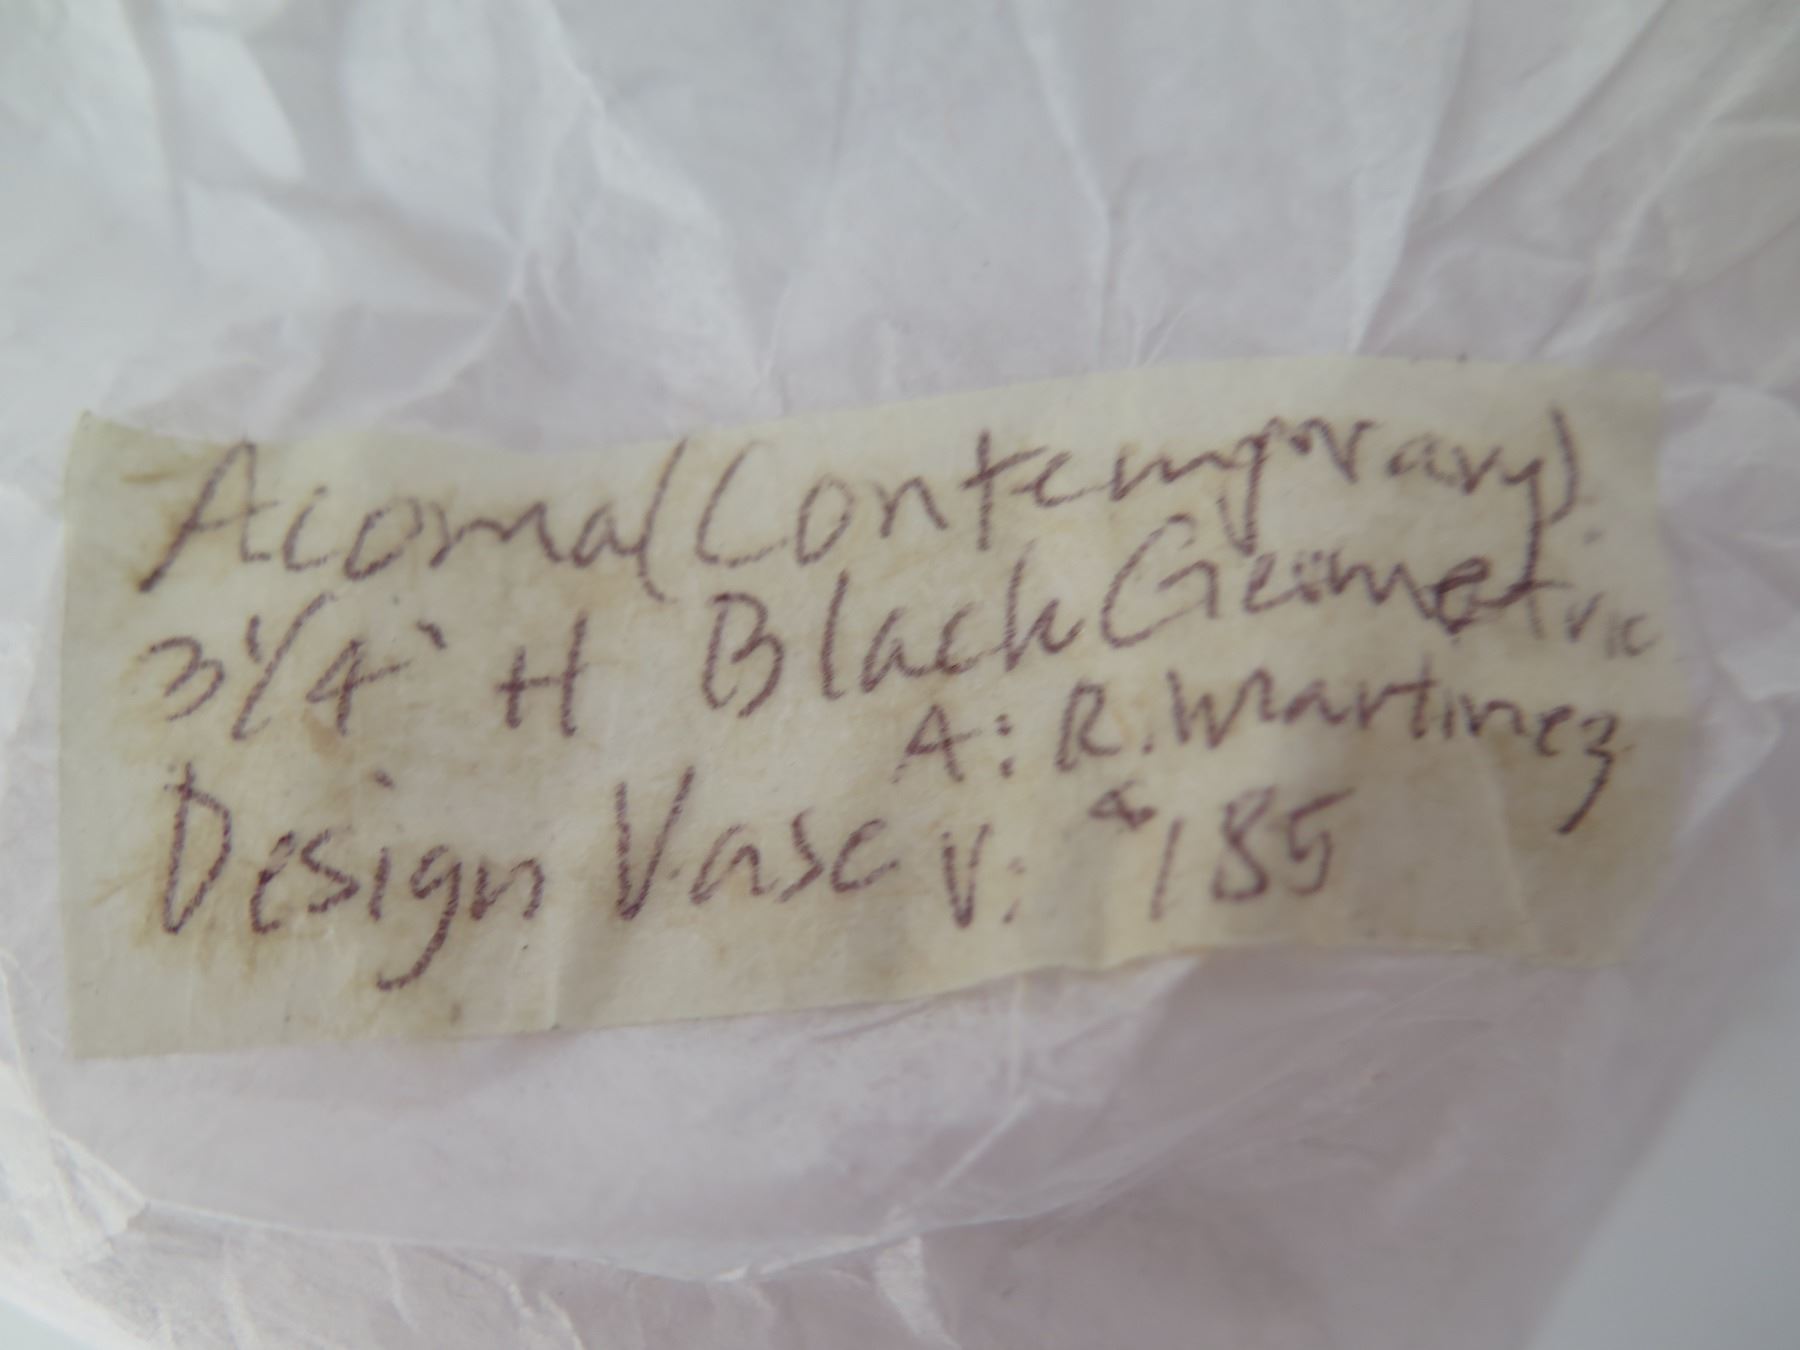 Acoma (Contemporary).
3 1/4" H Black Geometric
A: R. Martinez
Design Vase V: $185